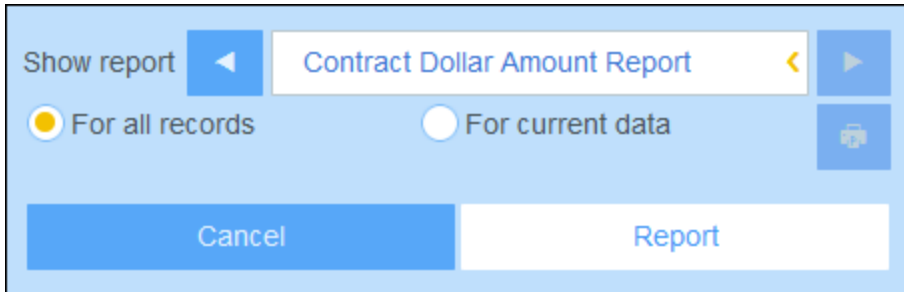 Show report Contract Dollar Amount Report
For all records For current data
Cancel Report